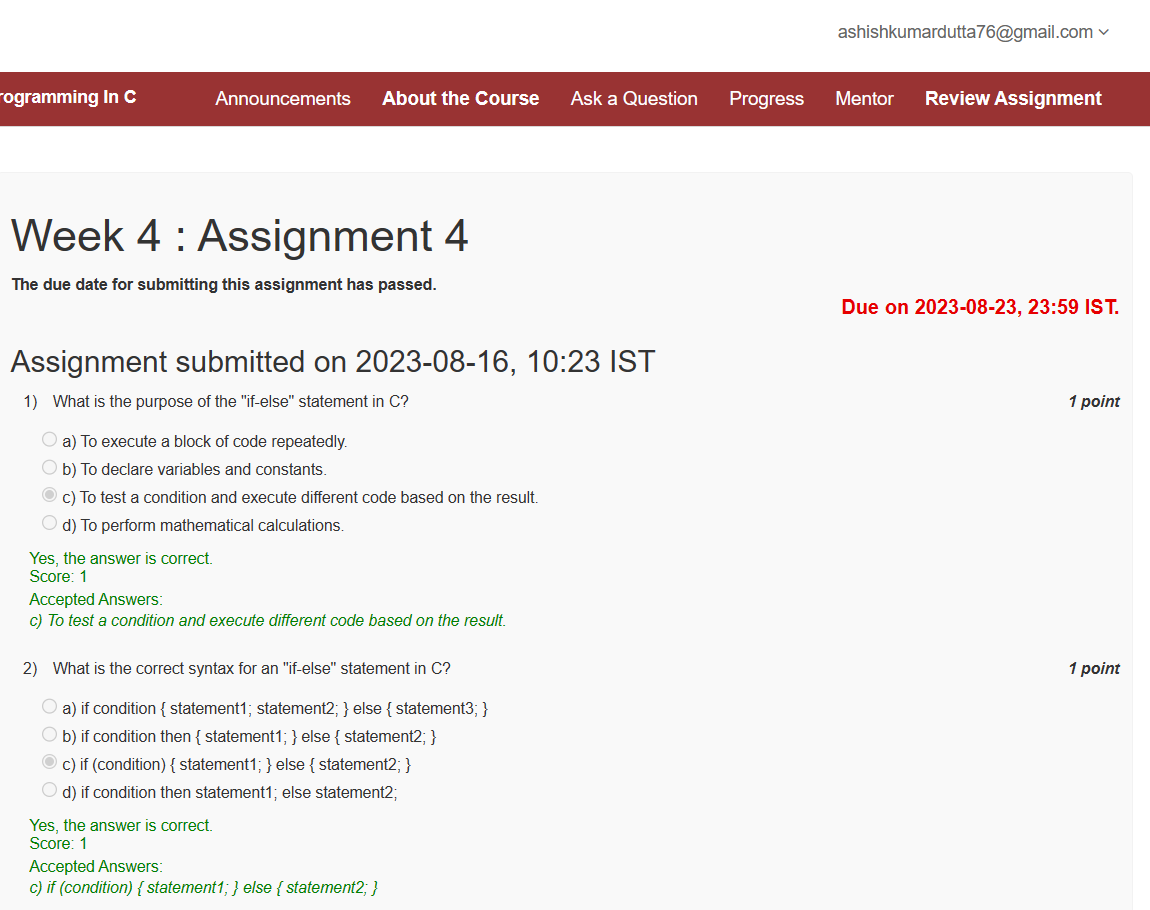 ashishkumardutta76@gmail.com
rogramming In C Announcements About the Course Ask a Question Progress Mentor Review Assignment
Week 4 : Assignment 4
The due date for submitting this assignment has passed.
Due on 2023-08-23, 23:59 IST.
Assignment submitted on 2023-08-16, 10:23 IST
1) What is the purpose of the "if-else" statement in C? 1 point
a) To execute a block of code repeatedly.
b) To declare variables and constants.
c) To test a condition and execute different code based on the result.
d) To perform mathematical calculations.
Yes, the answer is correct.
Score: 1
Accepted Answers:
c) To test a condition and execute different code based on the result.
2) What is the correct syntax for an "if-else" statement in C? 1 point
a) if condition { statement1; statement2; } else { statement3; }
b) if condition then { statement1; } else { statement2; }
c) if (condition) { statement1; } else { statement2; }
d) if condition then statement1; else statement2;
Yes, the answer is correct.
Score: 1
Accepted Answers:
c) if (condition) { statement1; } else { statement2; }